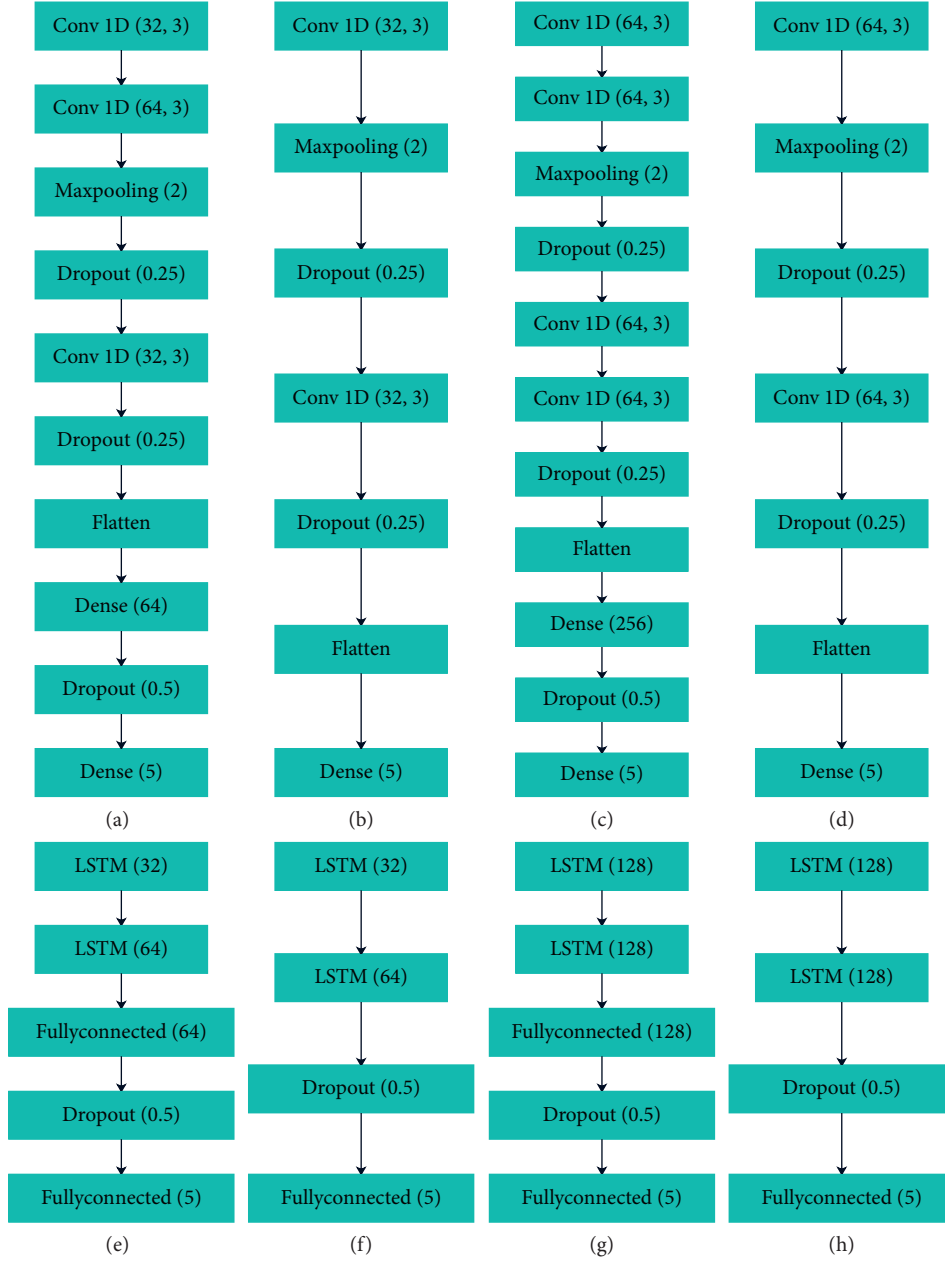 Conv 1D (32, 3)
Conv 1D (64, 3)
Maxpooling (2)
Dropout (0.25)
Conv 1D (32, 3)
Dropout (0.25)
Flatten
Dense (64)
Dropout (0.5)
Dense (5)
(a)
Conv 1D (32, 3)
Maxpooling (2)
Dropout (0.25)
Conv 1D (32, 3)
Dropout (0.25)
Flatten
Dense (5)
(b)
Conv 1D (64, 3)
Conv 1D (64, 3)
Maxpooling (2)
Dropout (0.25)
Conv 1D (64, 3)
Conv 1D (64, 3)
Dropout (0.25)
Flatten
Dense (256)
Dropout (0.5)
Dense (5)
(c)
Conv 1D (64, 3)
Maxpooling (2)
Dropout (0.25)
Conv 1D (64, 3)
Dropout (0.25)
Flatten
Dense (5)
(d)
LSTM (32)
LSTM (64)
Fullyconnected (64)
Dropout (0.5)
Fullyconnected (5)
(e)
LSTM (32)
LSTM (64)
Dropout (0.5)
Fullyconnected (5)
(f)
LSTM (128)
LSTM (128)
Fullyconnected (128)
Dropout (0.5)
Fullyconnected (5)
(g)
LSTM (128)
LSTM (128)
Dropout (0.5)
Fullyconnected (5)
(h)